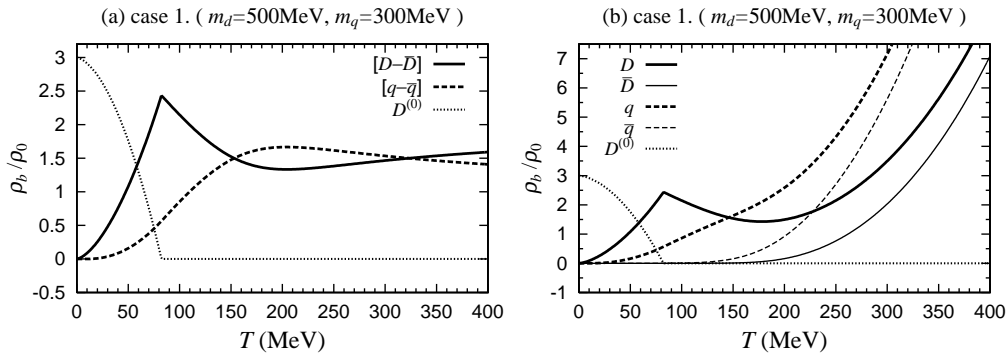 (a) case 1. ( m_d=500MeV, m_q=300MeV )
ρ_b /ρ_0
3
2.5
2
1.5
1
0.5
0
-0.5
[D−D̅]
[q−q̅]
D^(0)
0 50 100 150 200 250 300 350 400
T (MeV)
(b) case 1. ( m_d=500MeV, m_q=300MeV )
ρ_b /ρ_0
7
6
5
4
3
2
1
0
-1
D
D̅
q
q̅
D^(0)
0 50 100 150 200 250 300 350 400
T (MeV)